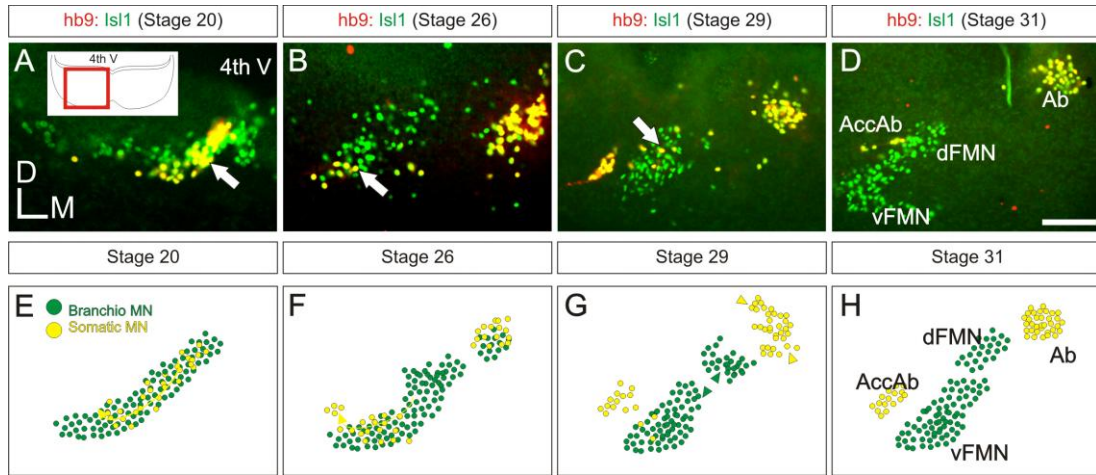 hb9: Isl1 (Stage 20)
hb9: Isl1 (Stage 26)
hb9: Isl1 (Stage 29)
hb9: Isl1 (Stage 31)
A
4th V
4th V
D
M
B
C
D
Ab
AccAb
dFMN
vFMN
Stage 20
Stage 26
Stage 29
Stage 31
E
Branchio MN
Somatic MN
F
G
H
dFMN
Ab
AccAb
vFMN